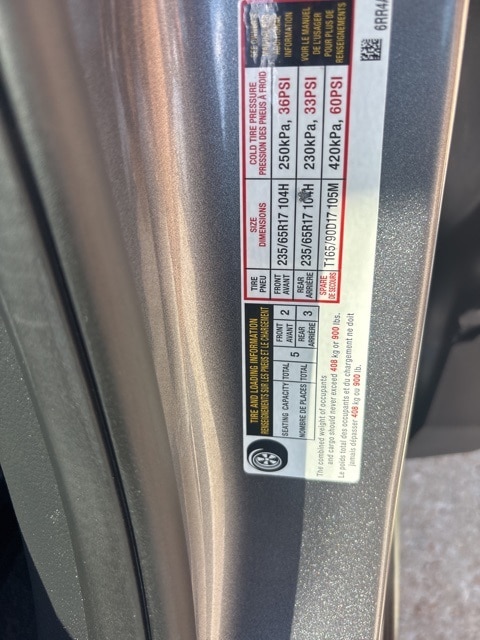 TIRE AND LOADING INFORMATION
RENSEIGNEMENTS SUR LES PNEUS ET LE CHARGEMENT
SEATING CAPACITY TOTAL 5 FRONT AVANT 2
NOMBRE DE PLACES TOTAL REAR ARRIÈRE 3
The combined weight of occupants
and cargo should never exceed 408 kg or 900 lbs.
Le poids total des occupants et du chargement ne doit
jamais dépasser 408 kg ou 900 lb.
TIRE PNEU
SIZE DIMENSIONS
COLD TIRE PRESSURE
PRESSION DES PNEUS À FROID
FRONT AVANT 235/65R17 104H 250kPa, 36PSI
REAR ARRIÈRE 235/65R17 104H 230kPa, 33PSI
SPARE DE SECOURS T165/90D17 105M 420kPa, 60PSI
INFORMATION
VOIR LE MANUEL
DE L'USAGER
POUR PLUS DE
RENSEIGNEMENTS